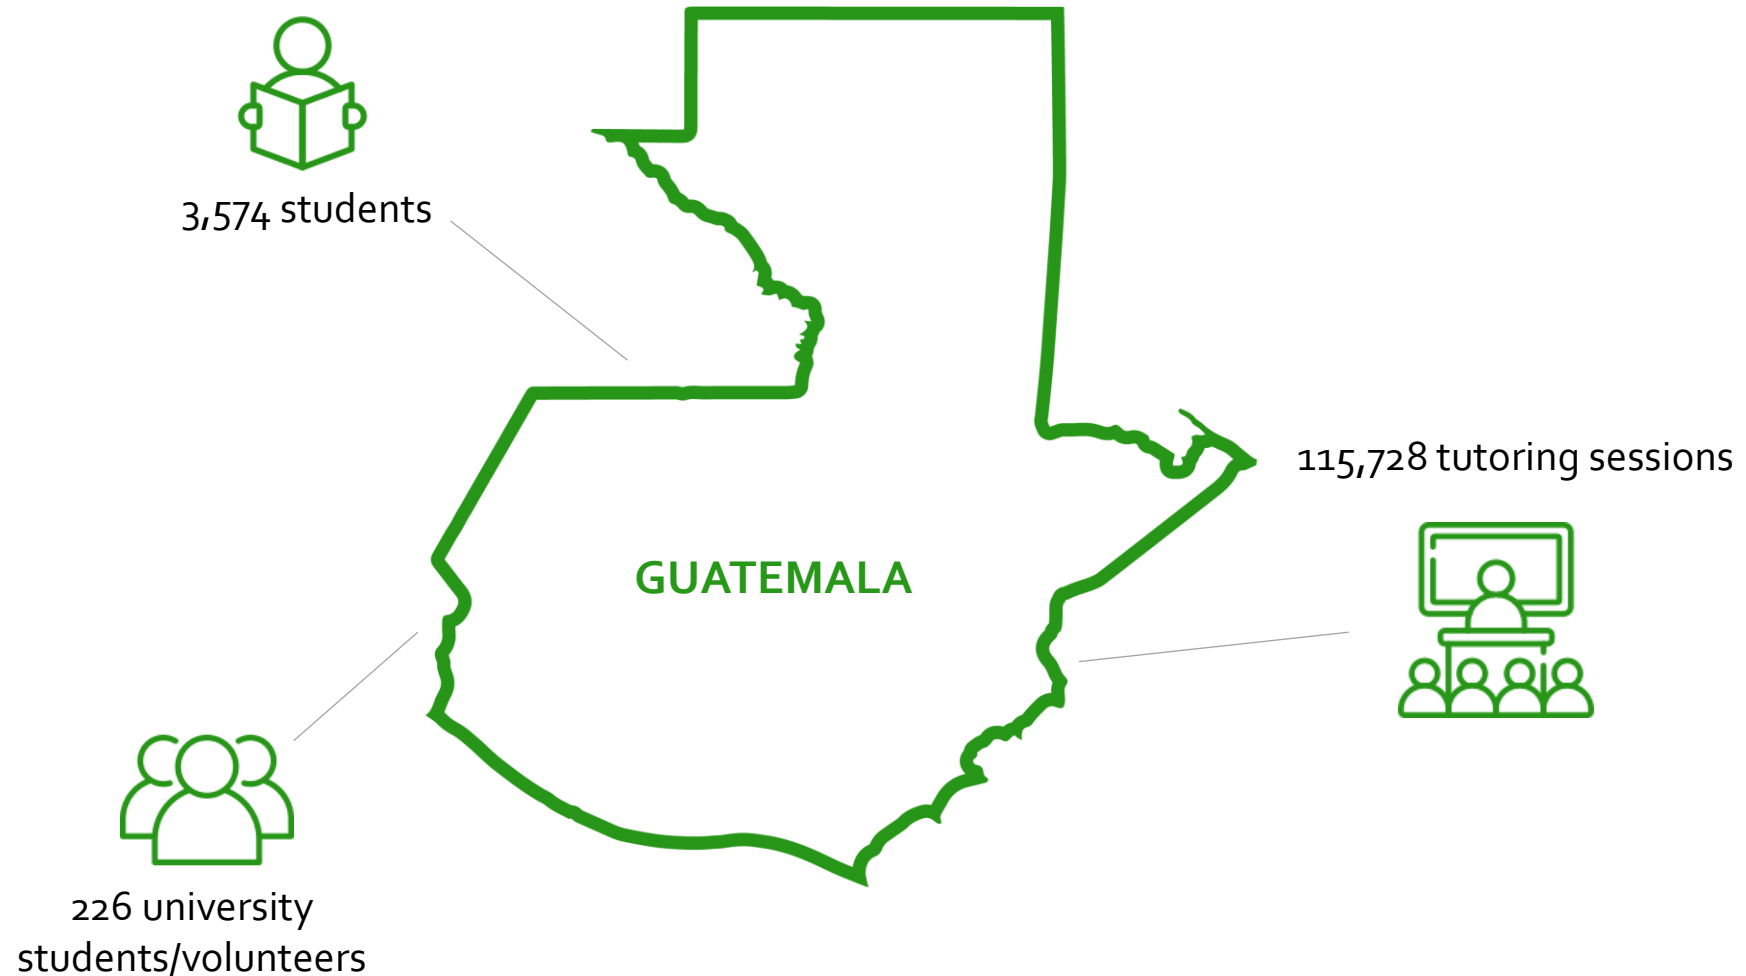 3,574 students
115,728 tutoring sessions
GUATEMALA
226 university
students/volunteers